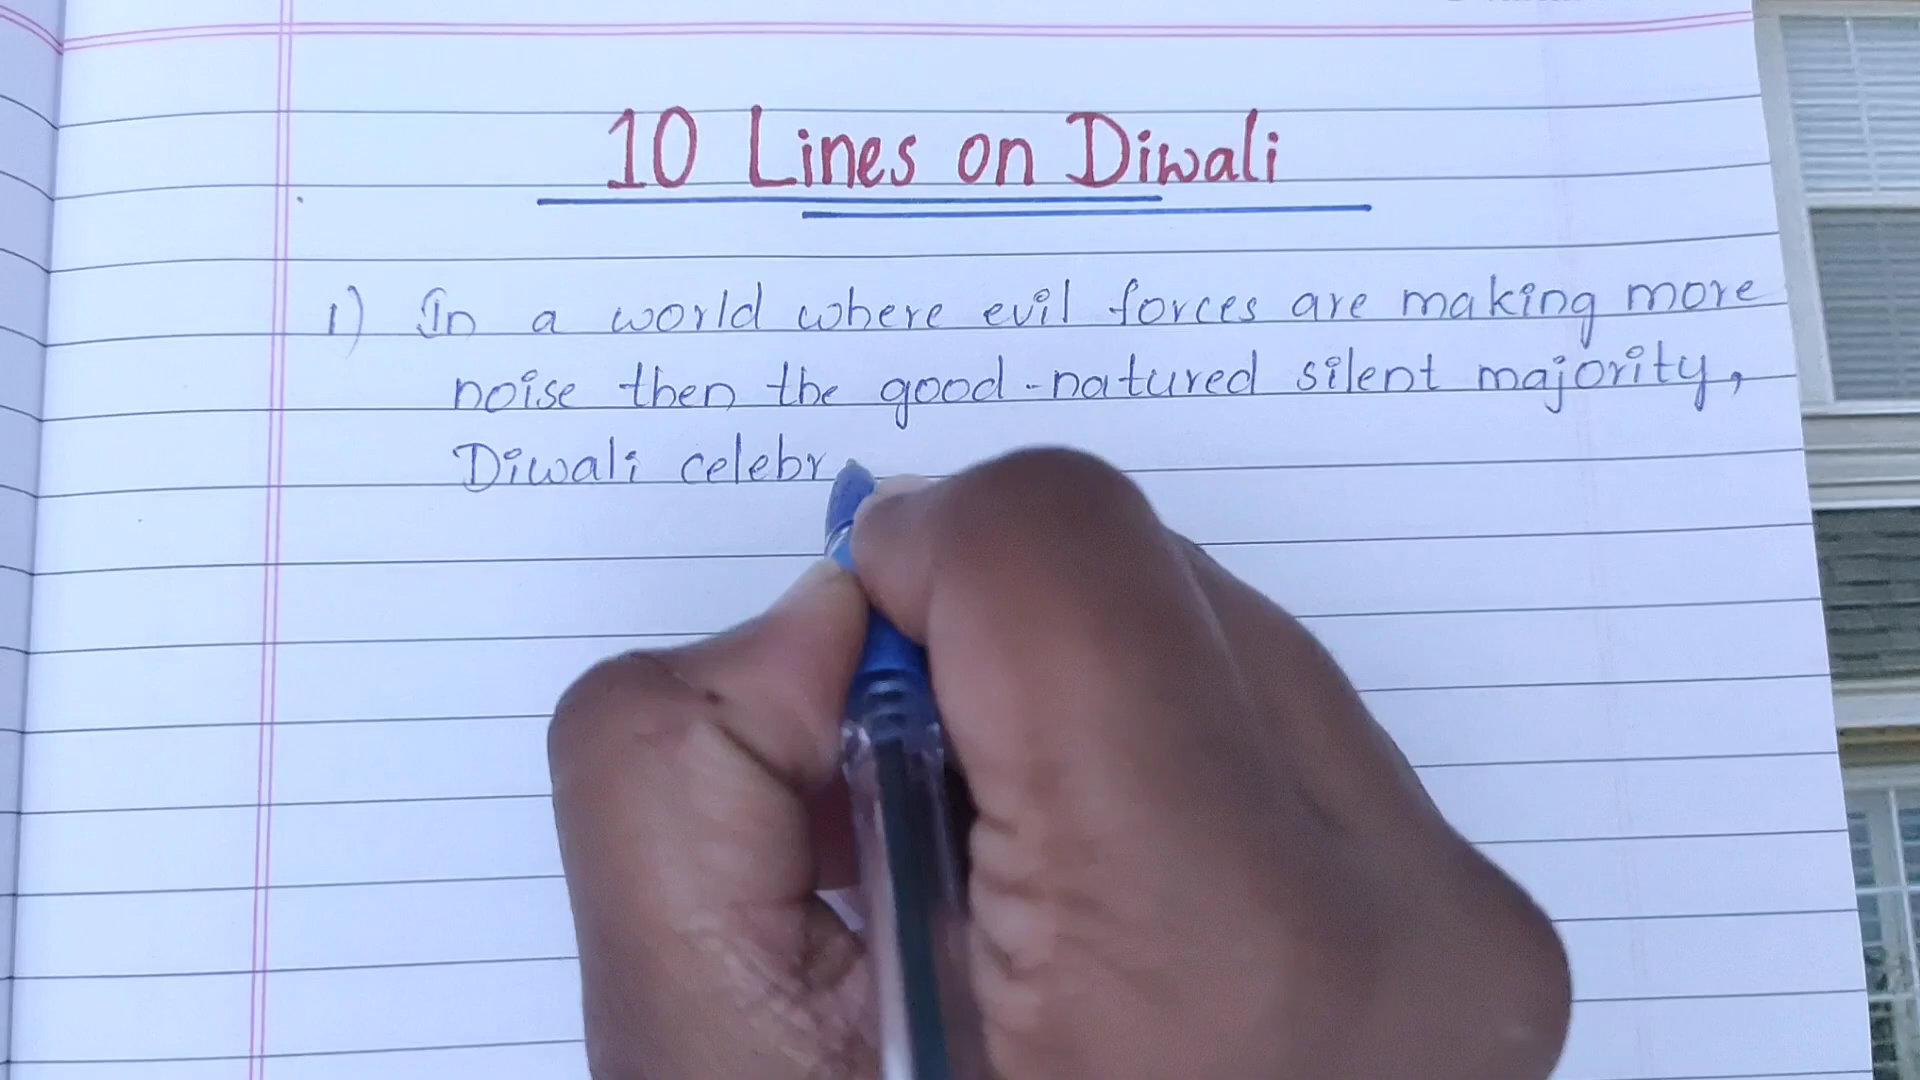 10 Lines on Diwali
1) In a world where evil forces are making more
noise then the good-natured silent majority,
Diwali celebr